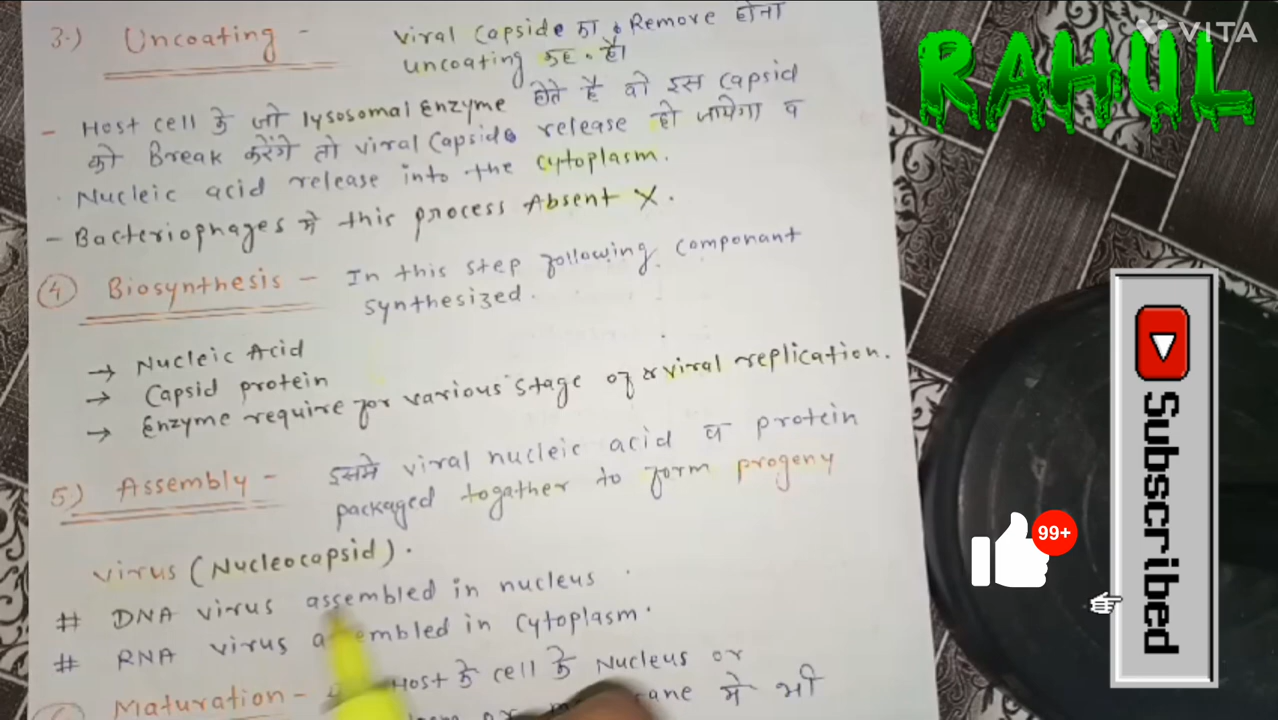 3.) Uncoating - viral Capside का Remove होना
uncoating कह. है।
- Host cell के जो lysosomal Enzyme होते है वो इस Capsid
को Break करेंगे तो viral Capside release हो जायेगा व
Nucleic acid release into the cytoplasm.
- Bacteriophages मे this process Absent X.
4 Biosynthesis - In this step following componant
synthesized.
→ Nucleic Acid
→ Capsid protein
→ Enzyme require for various stage of viral replication.
5) Assembly - इसमे viral nucleic acid व protein
packaged togather to form progeny
virus (Nucleocapsid).
# DNA virus assembled in nucleus
# RNA virus assembled in cytoplasm.
Maturation - Host के cell के Nucleus or
or मे भी
RAHUL
VITA
Subscribed
99+